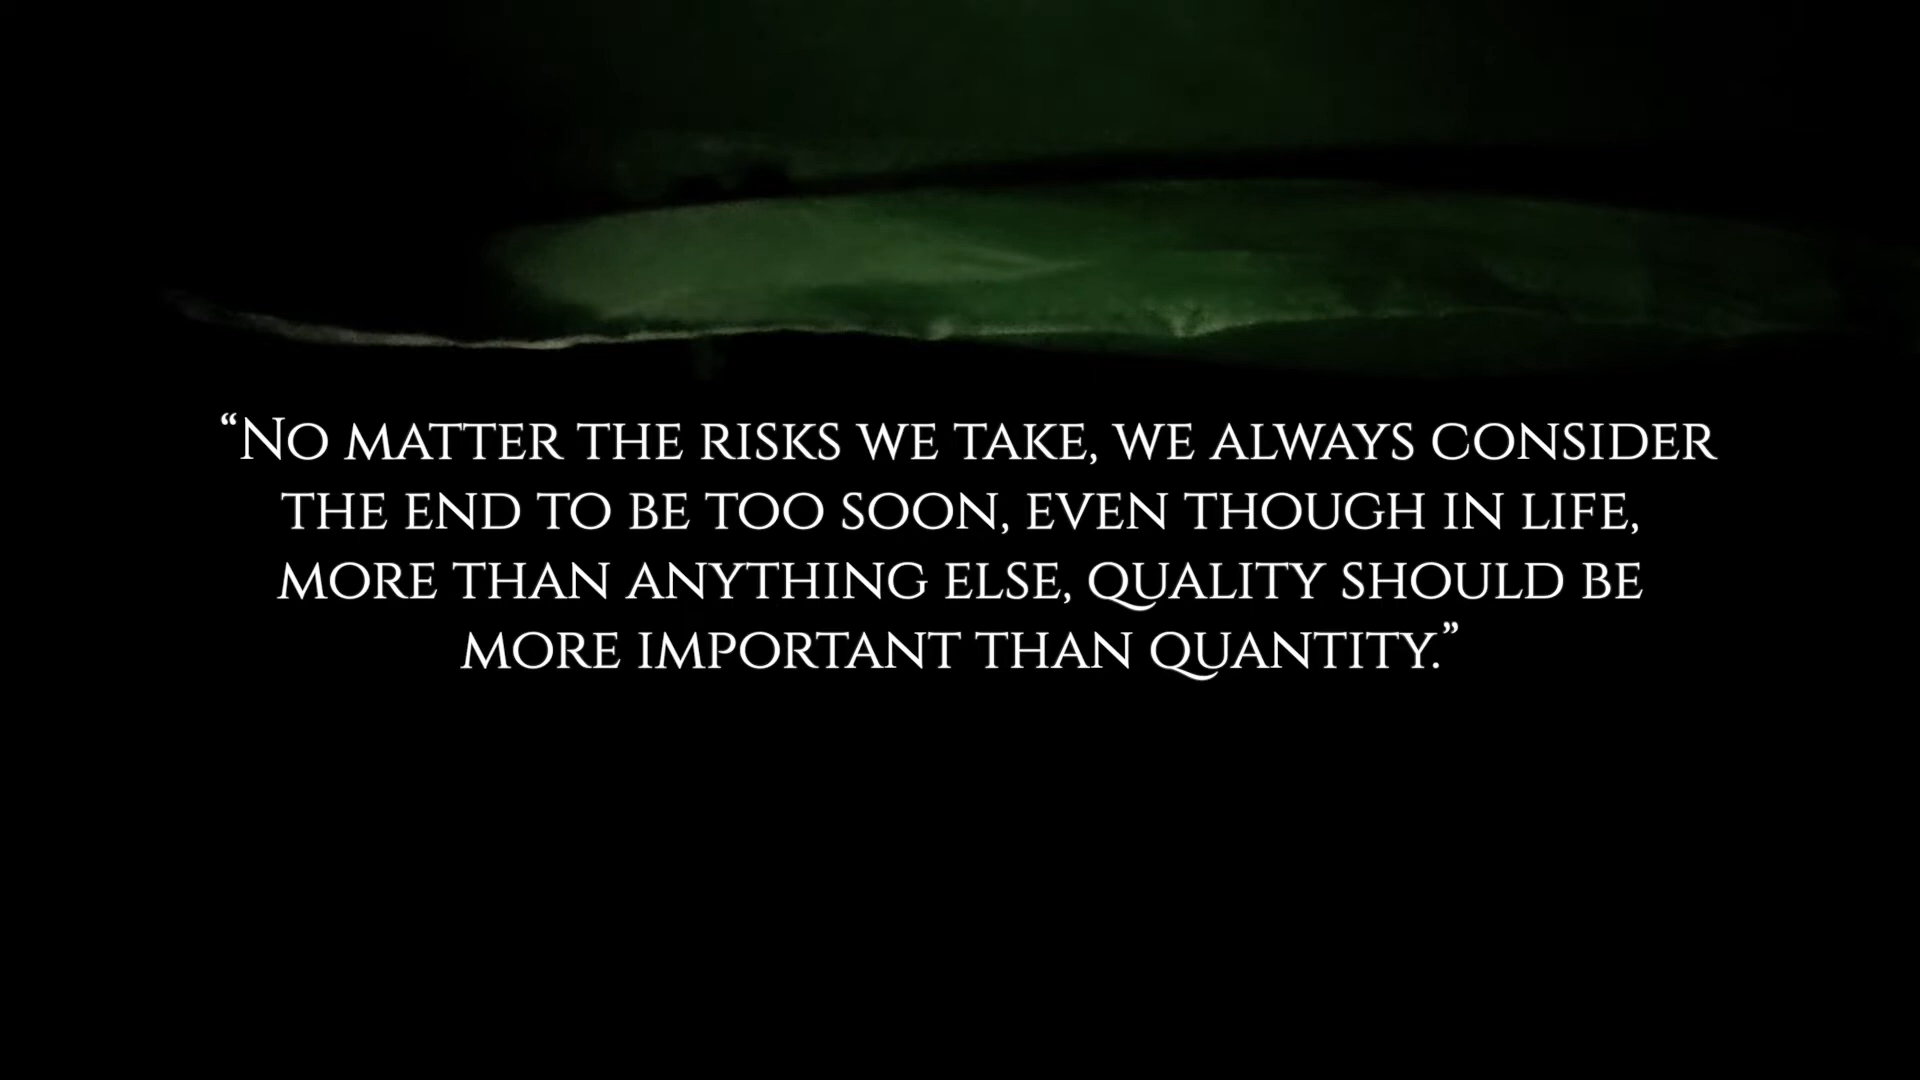 “No matter the risks we take, we always consider
the end to be too soon, even though in life,
more than anything else, quality should be
more important than quantity.”